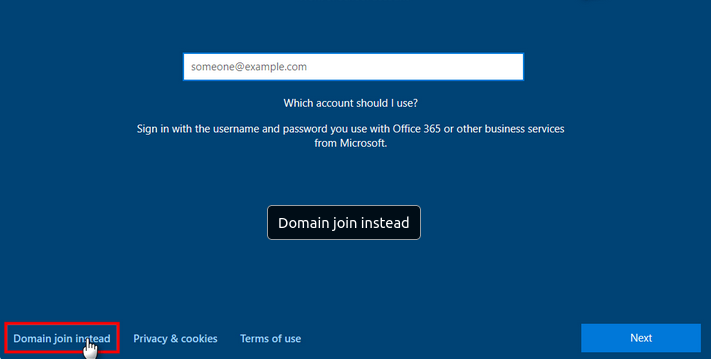 someone@example.com
Which account should I use?
Sign in with the username and password you use with Office 365 or other business services
from Microsoft.
Domain join instead
Domain join instead
Privacy & cookies
Terms of use
Next